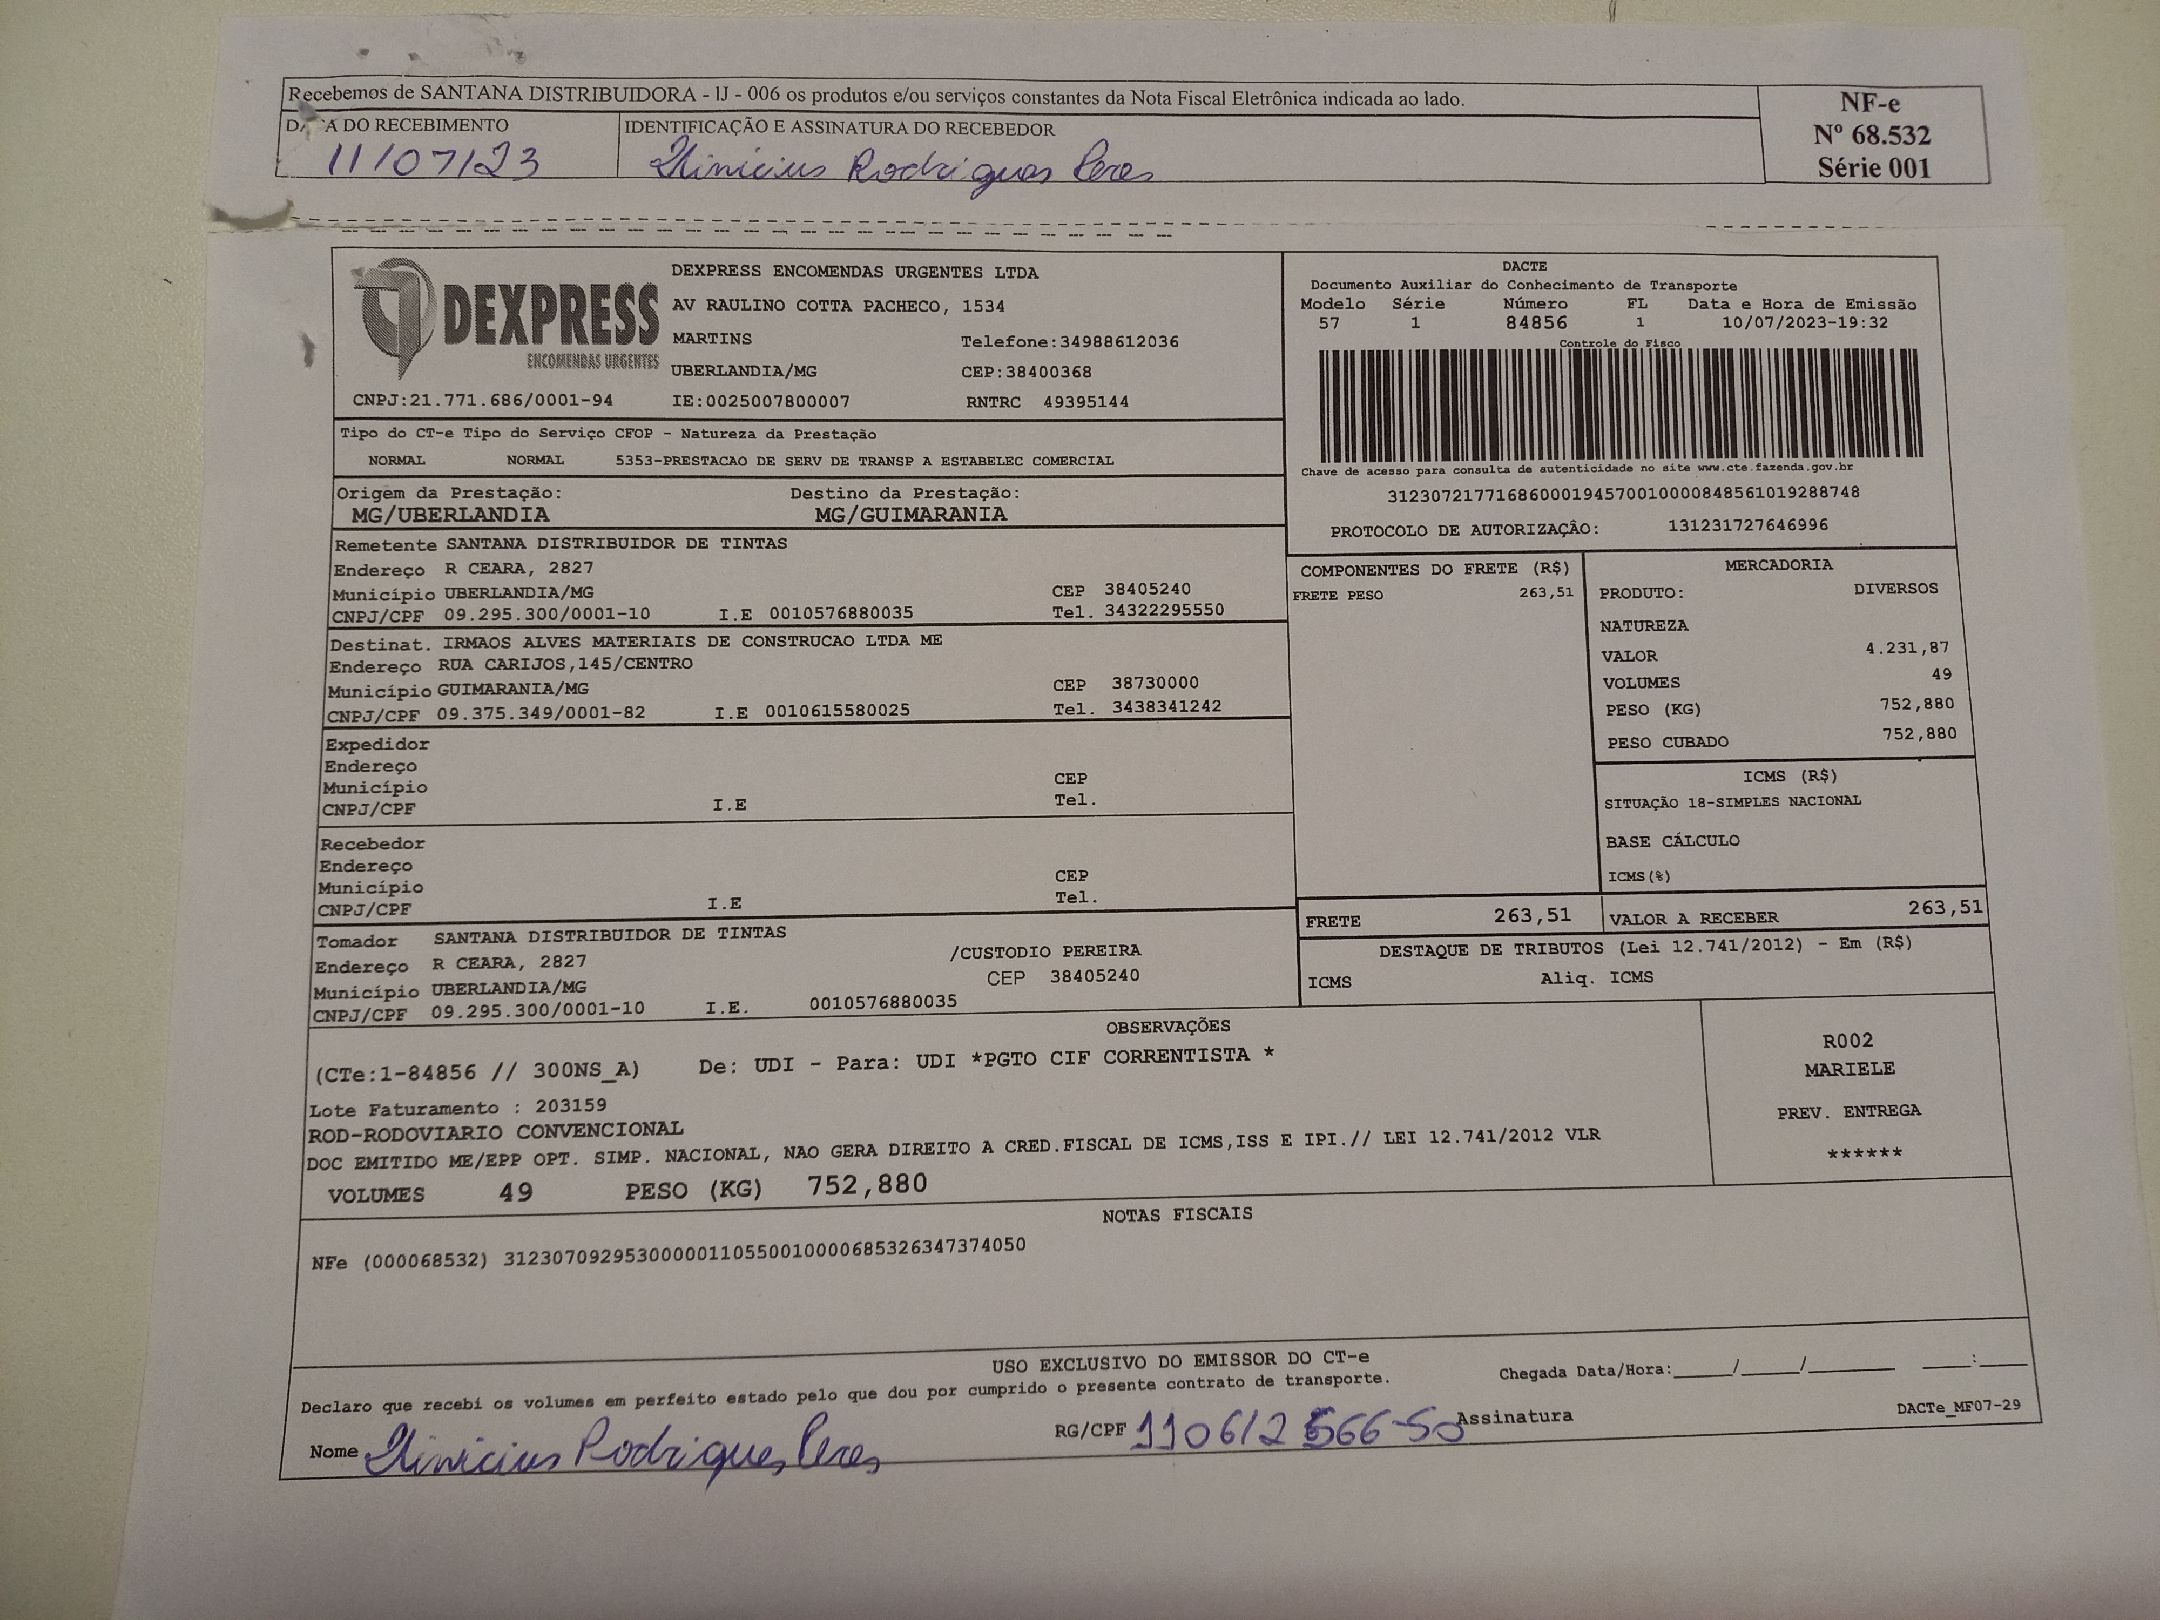 Recebemos de SANTANA DISTRIBUIDORA - IJ - 006 os produtos e/ou serviços constantes da Nota Fiscal Eletrônica indicada ao lado.
NF-e
Nº 68.532
Série 001
DATA DO RECEBIMENTO IDENTIFICAÇÃO E ASSINATURA DO RECEBEDOR
11/07/23 Vinicius Rodrigues Peres
DEXPRESS
ENCOMENDAS URGENTES
DEXPRESS ENCOMENDAS URGENTES LTDA
AV RAULINO COTTA PACHECO, 1534
MARTINS Telefone:34988612036
UBERLANDIA/MG CEP:38400368
CNPJ:21.771.686/0001-94 IE:0025007800007 RNTRC 49395144
DACTE
Documento Auxiliar do Conhecimento de Transporte
Modelo Série Número FL Data e Hora de Emissão
57 1 84856 1 10/07/2023-19:32
Controle do Fisco
Chave de acesso para consulta de autenticidade no site www.cte.fazenda.gov.br
31230721771686000194570010000848561019288748
PROTOCOLO DE AUTORIZAÇÃO: 131231727646996
Tipo do CT-e Tipo do Serviço CFOP - Natureza da Prestação
NORMAL NORMAL 5353-PRESTACAO DE SERV DE TRANSP A ESTABELEC COMERCIAL
Origem da Prestação: Destino da Prestação:
MG/UBERLANDIA MG/GUIMARANIA
Remetente SANTANA DISTRIBUIDOR DE TINTAS
Endereço R CEARA, 2827
Município UBERLANDIA/MG CEP 38405240
CNPJ/CPF 09.295.300/0001-10 I.E 0010576880035 Tel. 34322295550
Destinat. IRMAOS ALVES MATERIAIS DE CONSTRUCAO LTDA ME
Endereço RUA CARIJOS,145/CENTRO
Município GUIMARANIA/MG CEP 38730000
CNPJ/CPF 09.375.349/0001-82 I.E 0010615580025 Tel. 3438341242
Expedidor
Endereço
Município CEP
CNPJ/CPF I.E Tel.
Recebedor
Endereço
Município CEP
CNPJ/CPF I.E Tel.
Tomador SANTANA DISTRIBUIDOR DE TINTAS
Endereço R CEARA, 2827 /CUSTODIO PEREIRA
Município UBERLANDIA/MG CEP 38405240
CNPJ/CPF 09.295.300/0001-10 I.E. 0010576880035
COMPONENTES DO FRETE (R$)
FRETE PESO 263,51
MERCADORIA
PRODUTO: DIVERSOS
NATUREZA
VALOR 4.231,87
VOLUMES 49
PESO (KG) 752,880
PESO CUBADO 752,880
ICMS (R$)
SITUAÇÃO 18-SIMPLES NACIONAL
BASE CÁLCULO
ICMS(%)
FRETE 263,51 VALOR A RECEBER 263,51
DESTAQUE DE TRIBUTOS (Lei 12.741/2012) - Em (R$)
ICMS Aliq. ICMS
OBSERVAÇÕES
(CTe:1-84856 // 300NS_A) De: UDI - Para: UDI *PGTO CIF CORRENTISTA *
Lote Faturamento : 203159
ROD-RODOVIARIO CONVENCIONAL
DOC EMITIDO ME/EPP OPT. SIMP. NACIONAL, NAO GERA DIREITO A CRED.FISCAL DE ICMS,ISS E IPI.// LEI 12.741/2012 VLR
VOLUMES 49 PESO (KG) 752,880
R002
MARIELE
PREV. ENTREGA
******
NOTAS FISCAIS
NFe (000068532) 31230709295300000110550010000685326347374050
USO EXCLUSIVO DO EMISSOR DO CT-e
Declaro que recebi os volumes em perfeito estado pelo que dou por cumprido o presente contrato de transporte.
Chegada Data/Hora:_____/_____/_______ ____:____
Nome Vinicius Rodrigues Peres RG/CPF 110612566-50 Assinatura
DACTe_MF07-29